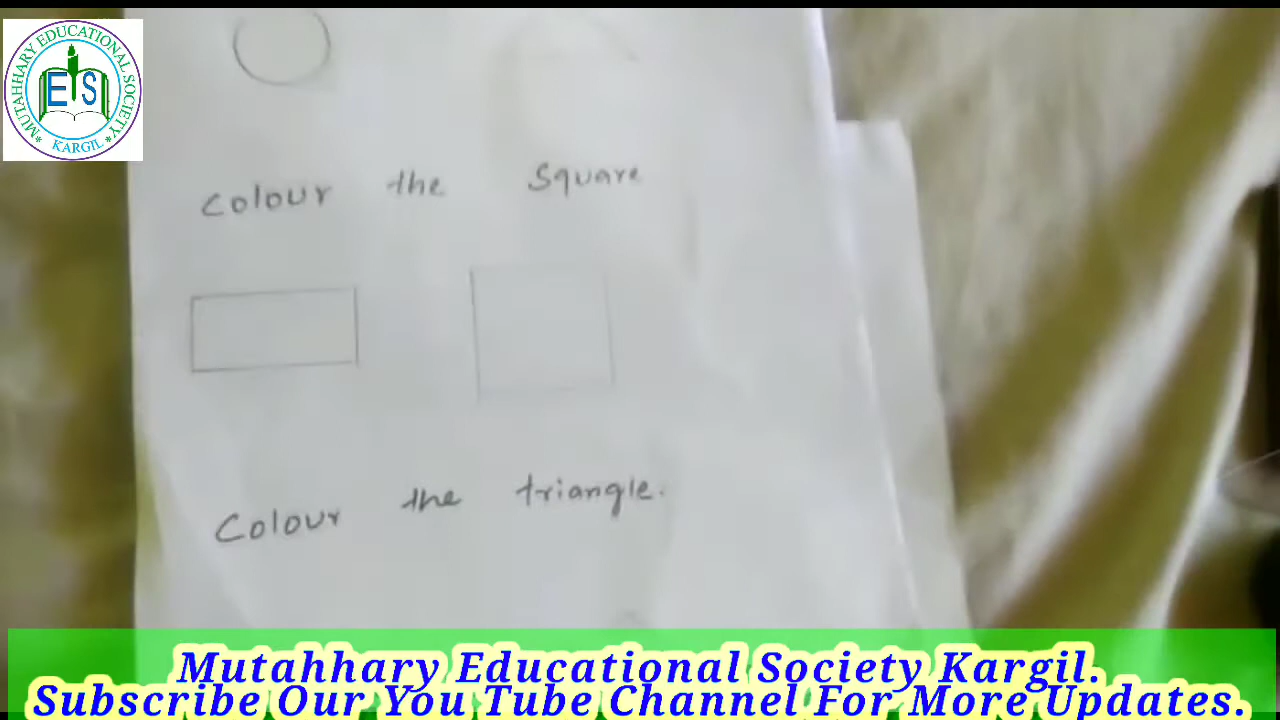 MUTAHHARY EDUCATIONAL SOCIETY
EIS
* KARGIL *
Colour the Square
Colour the triangle.
Mutahhary Educational Society Kargil.
Subscribe Our You Tube Channel For More Updates.